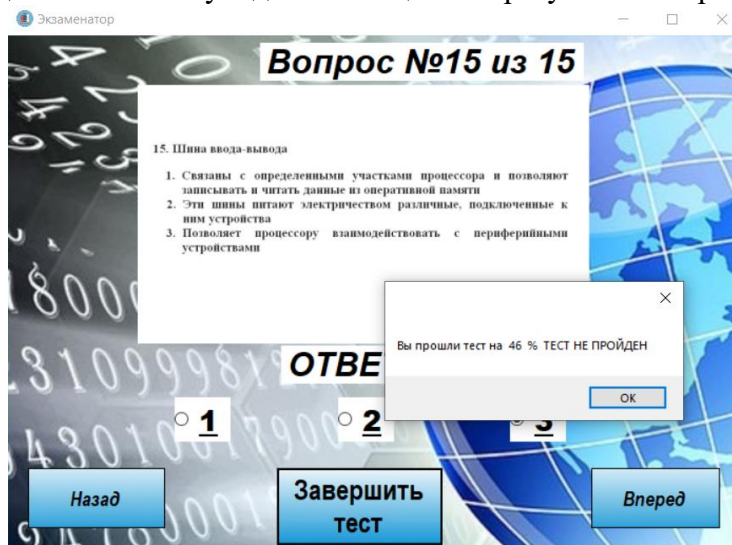 Экзаменатор
Вопрос №15 из 15
15. Шина ввода-вывода
1. Связаны с определенными участками процессора и позволяют
записывать и читать данные из оперативной памяти
2. Эти шины питают электричеством различные, подключенные к
ним устройства
3. Позволяет процессору взаимодействовать с периферийными
устройствами
Вы прошли тест на 46 % ТЕСТ НЕ ПРОЙДЕН
OK
ОТВЕ
1
2
3
Назад
Завершить
тест
Вперед